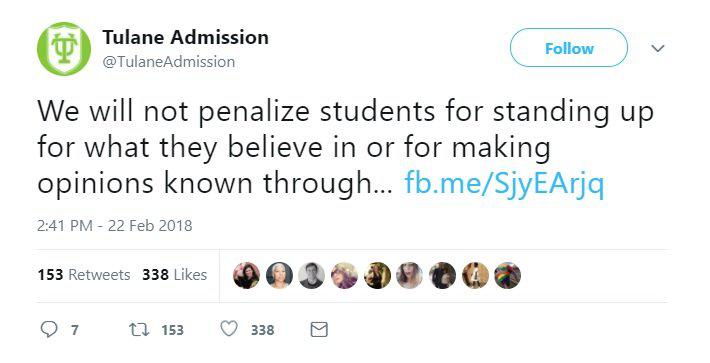 Tulane Admission
@TulaneAdmission
Follow
We will not penalize students for standing up
for what they believe in or for making
opinions known through... fb.me/SjyEArjq
2:41 PM - 22 Feb 2018
153 Retweets 338 Likes
7 153 338